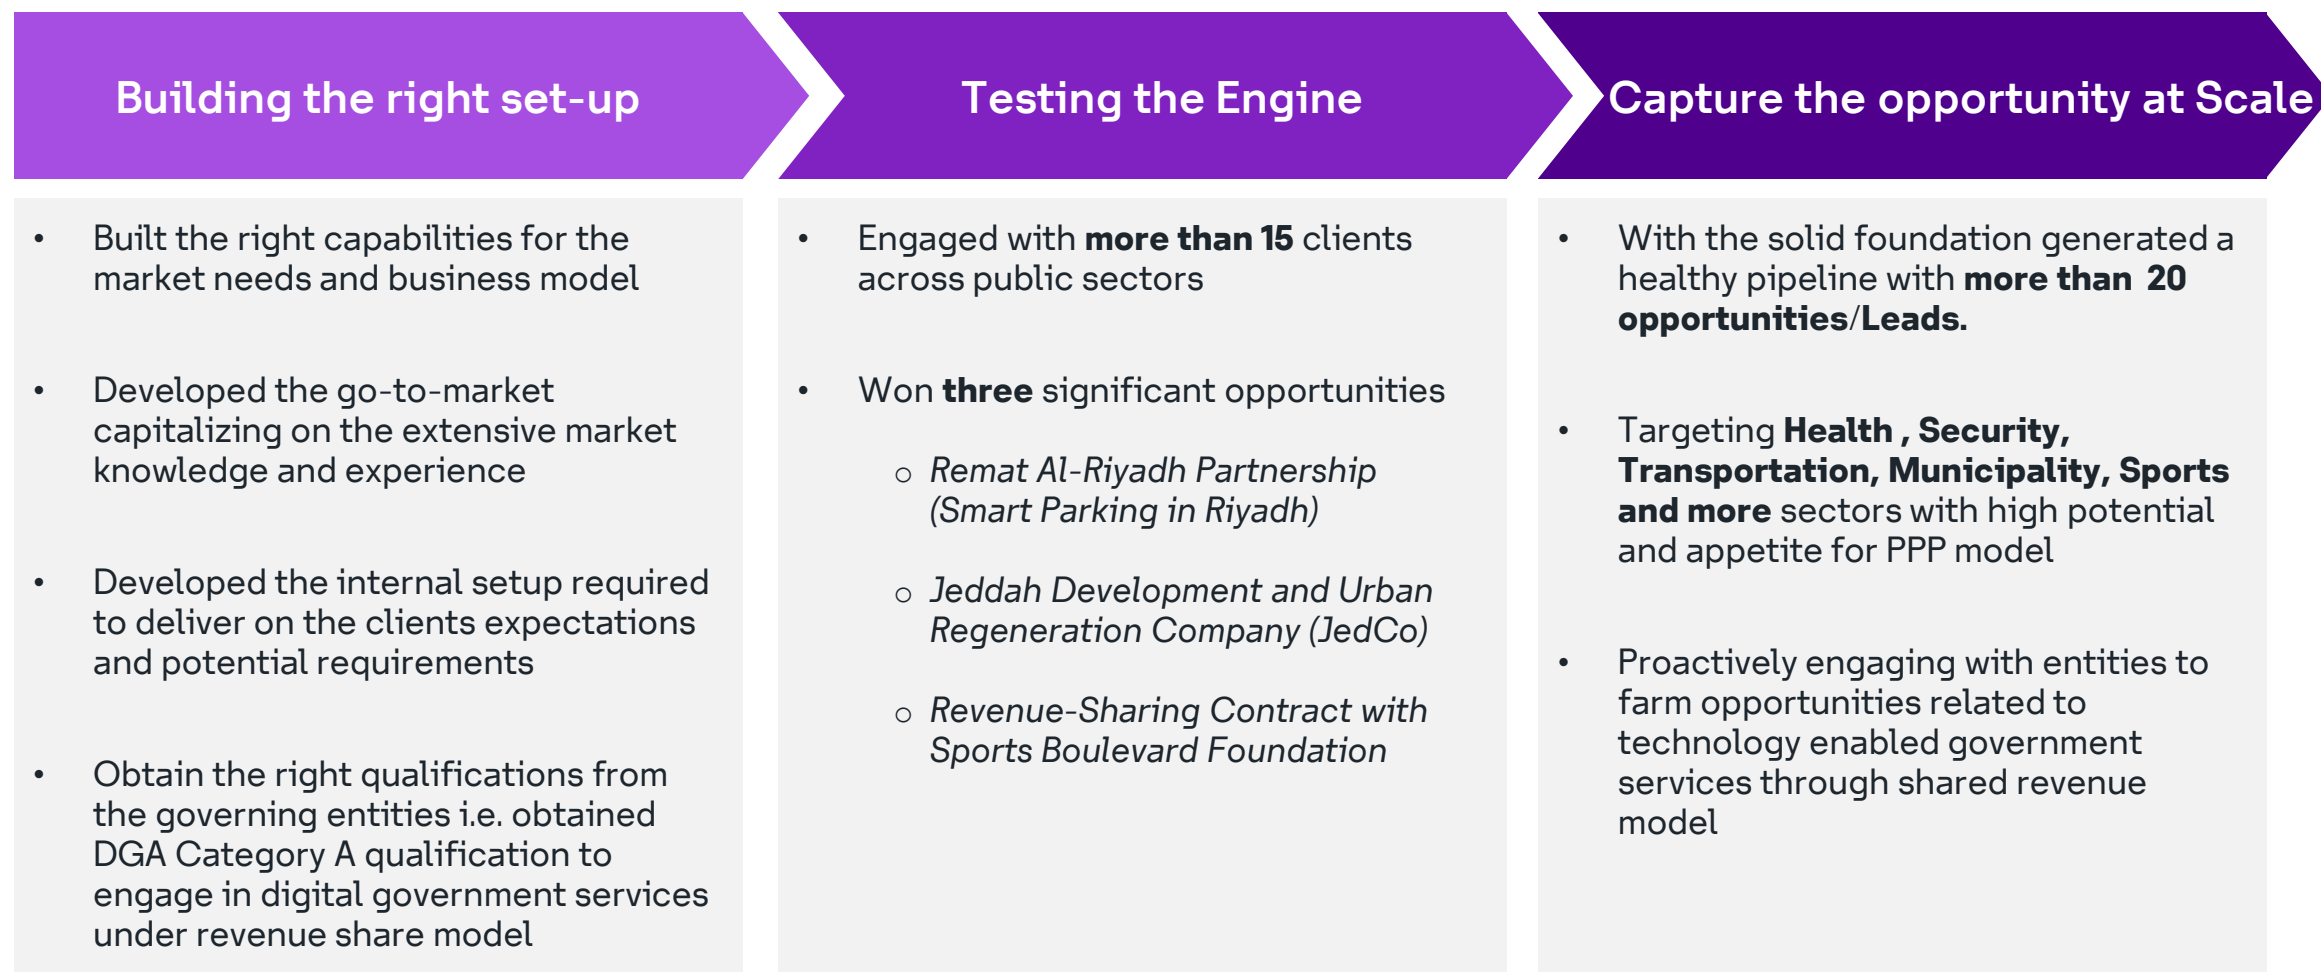 Building the right set-up
• Built the right capabilities for the
market needs and business model
• Developed the go-to-market
capitalizing on the extensive market
knowledge and experience
• Developed the internal setup required
to deliver on the clients expectations
and potential requirements
• Obtain the right qualifications from
the governing entities i.e. obtained
DGA Category A qualification to
engage in digital government services
under revenue share model
Testing the Engine
• Engaged with more than 15 clients
across public sectors
• Won three significant opportunities
o Remat Al-Riyadh Partnership
(Smart Parking in Riyadh)
o Jeddah Development and Urban
Regeneration Company (JedCo)
o Revenue-Sharing Contract with
Sports Boulevard Foundation
Capture the opportunity at Scale
• With the solid foundation generated a
healthy pipeline with more than  20
opportunities/Leads.
• Targeting Health , Security,
Transportation, Municipality, Sports
and more sectors with high potential
and appetite for PPP model
• Proactively engaging with entities to
farm opportunities related to
technology enabled government
services through shared revenue
model